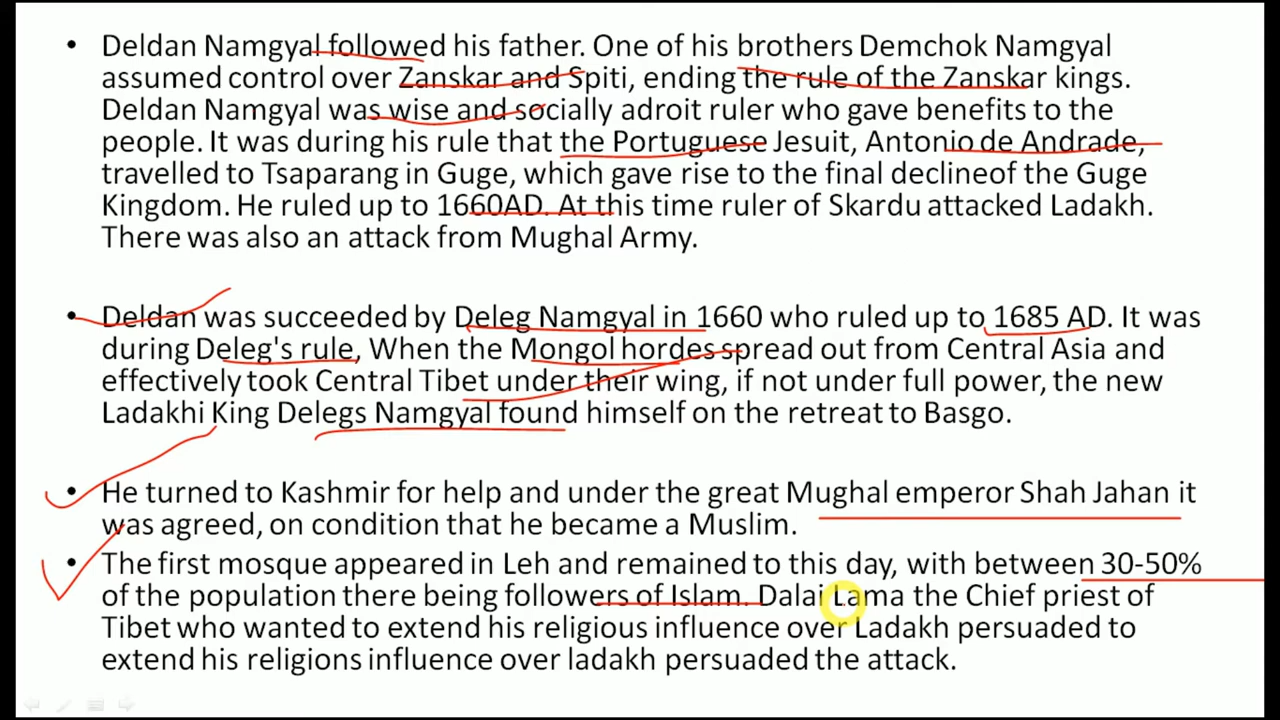 • Deldan Namgyal followed his father. One of his brothers Demchok Namgyal
assumed control over Zanskar and Spiti, ending the rule of the Zanskar kings.
Deldan Namgyal was wise and socially adroit ruler who gave benefits to the
people. It was during his rule that the Portuguese Jesuit, Antonio de Andrade,
travelled to Tsaparang in Guge, which gave rise to the final declineof the Guge
Kingdom. He ruled up to 1660AD. At this time ruler of Skardu attacked Ladakh.
There was also an attack from Mughal Army.
• Deldan was succeeded by Deleg Namgyal in 1660 who ruled up to 1685 AD. It was
during Deleg's rule, When the Mongol hordes spread out from Central Asia and
effectively took Central Tibet under their wing, if not under full power, the new
Ladakhi King Delegs Namgyal found himself on the retreat to Basgo.
• He turned to Kashmir for help and under the great Mughal emperor Shah Jahan it
was agreed, on condition that he became a Muslim.
• The first mosque appeared in Leh and remained to this day, with between 30-50%
of the population there being followers of Islam. Dalai Lama the Chief priest of
Tibet who wanted to extend his religious influence over Ladakh persuaded to
extend his religions influence over ladakh persuaded the attack.